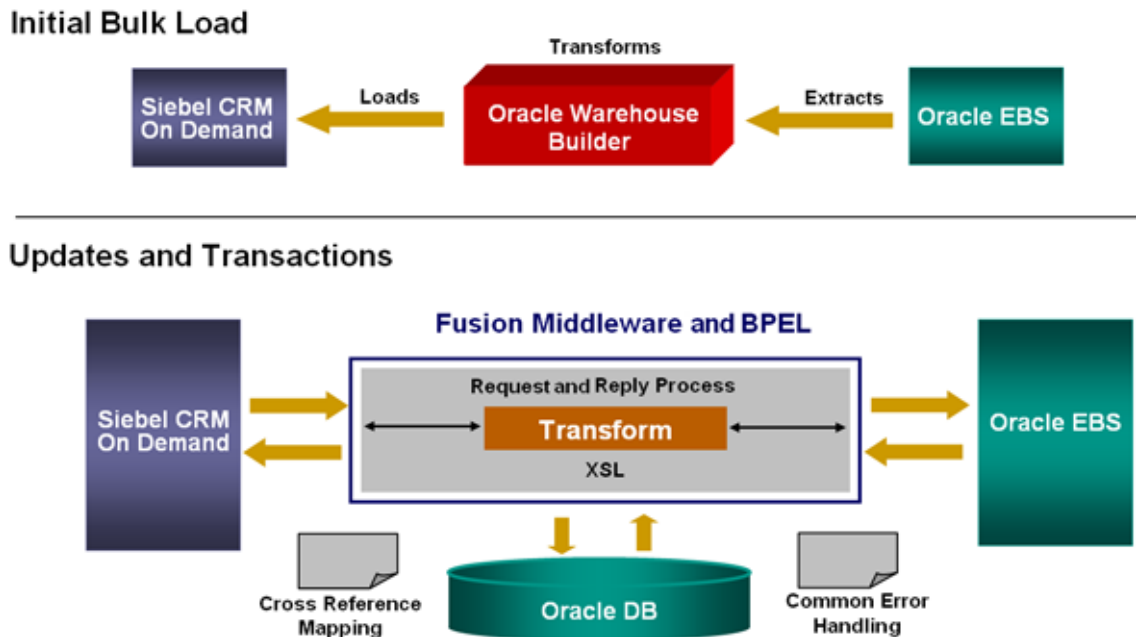 Initial Bulk Load
Transforms
Siebel CRM
On Demand
Loads
Oracle Warehouse
Builder
Extracts
Oracle EBS
Updates and Transactions
Fusion Middleware and BPEL
Siebel CRM
On Demand
Request and Reply Process
Transform
XSL
Oracle EBS
Cross Reference
Mapping
Oracle DB
Common Error
Handling